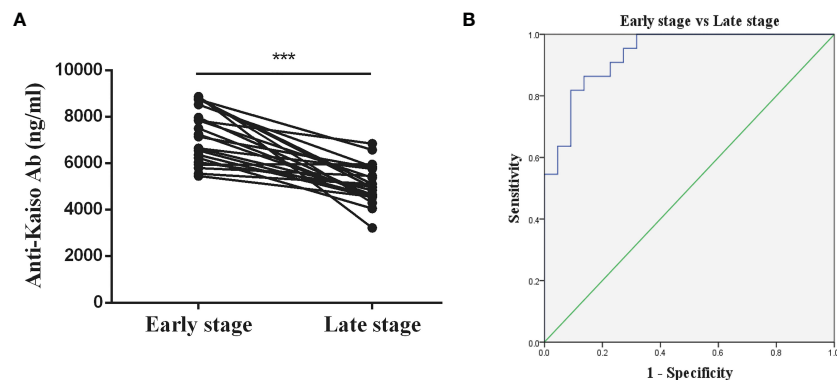 A
***
10000
8000
6000
4000
2000
0
Anti-Kaiso Ab (ng/ml)
Early stage
Late stage
B
Early stage vs Late stage
1.0
0.8
0.6
0.4
0.2
0.0
Sensitivity
0.0
0.2
0.4
0.6
0.8
1.0
1 - Specificity